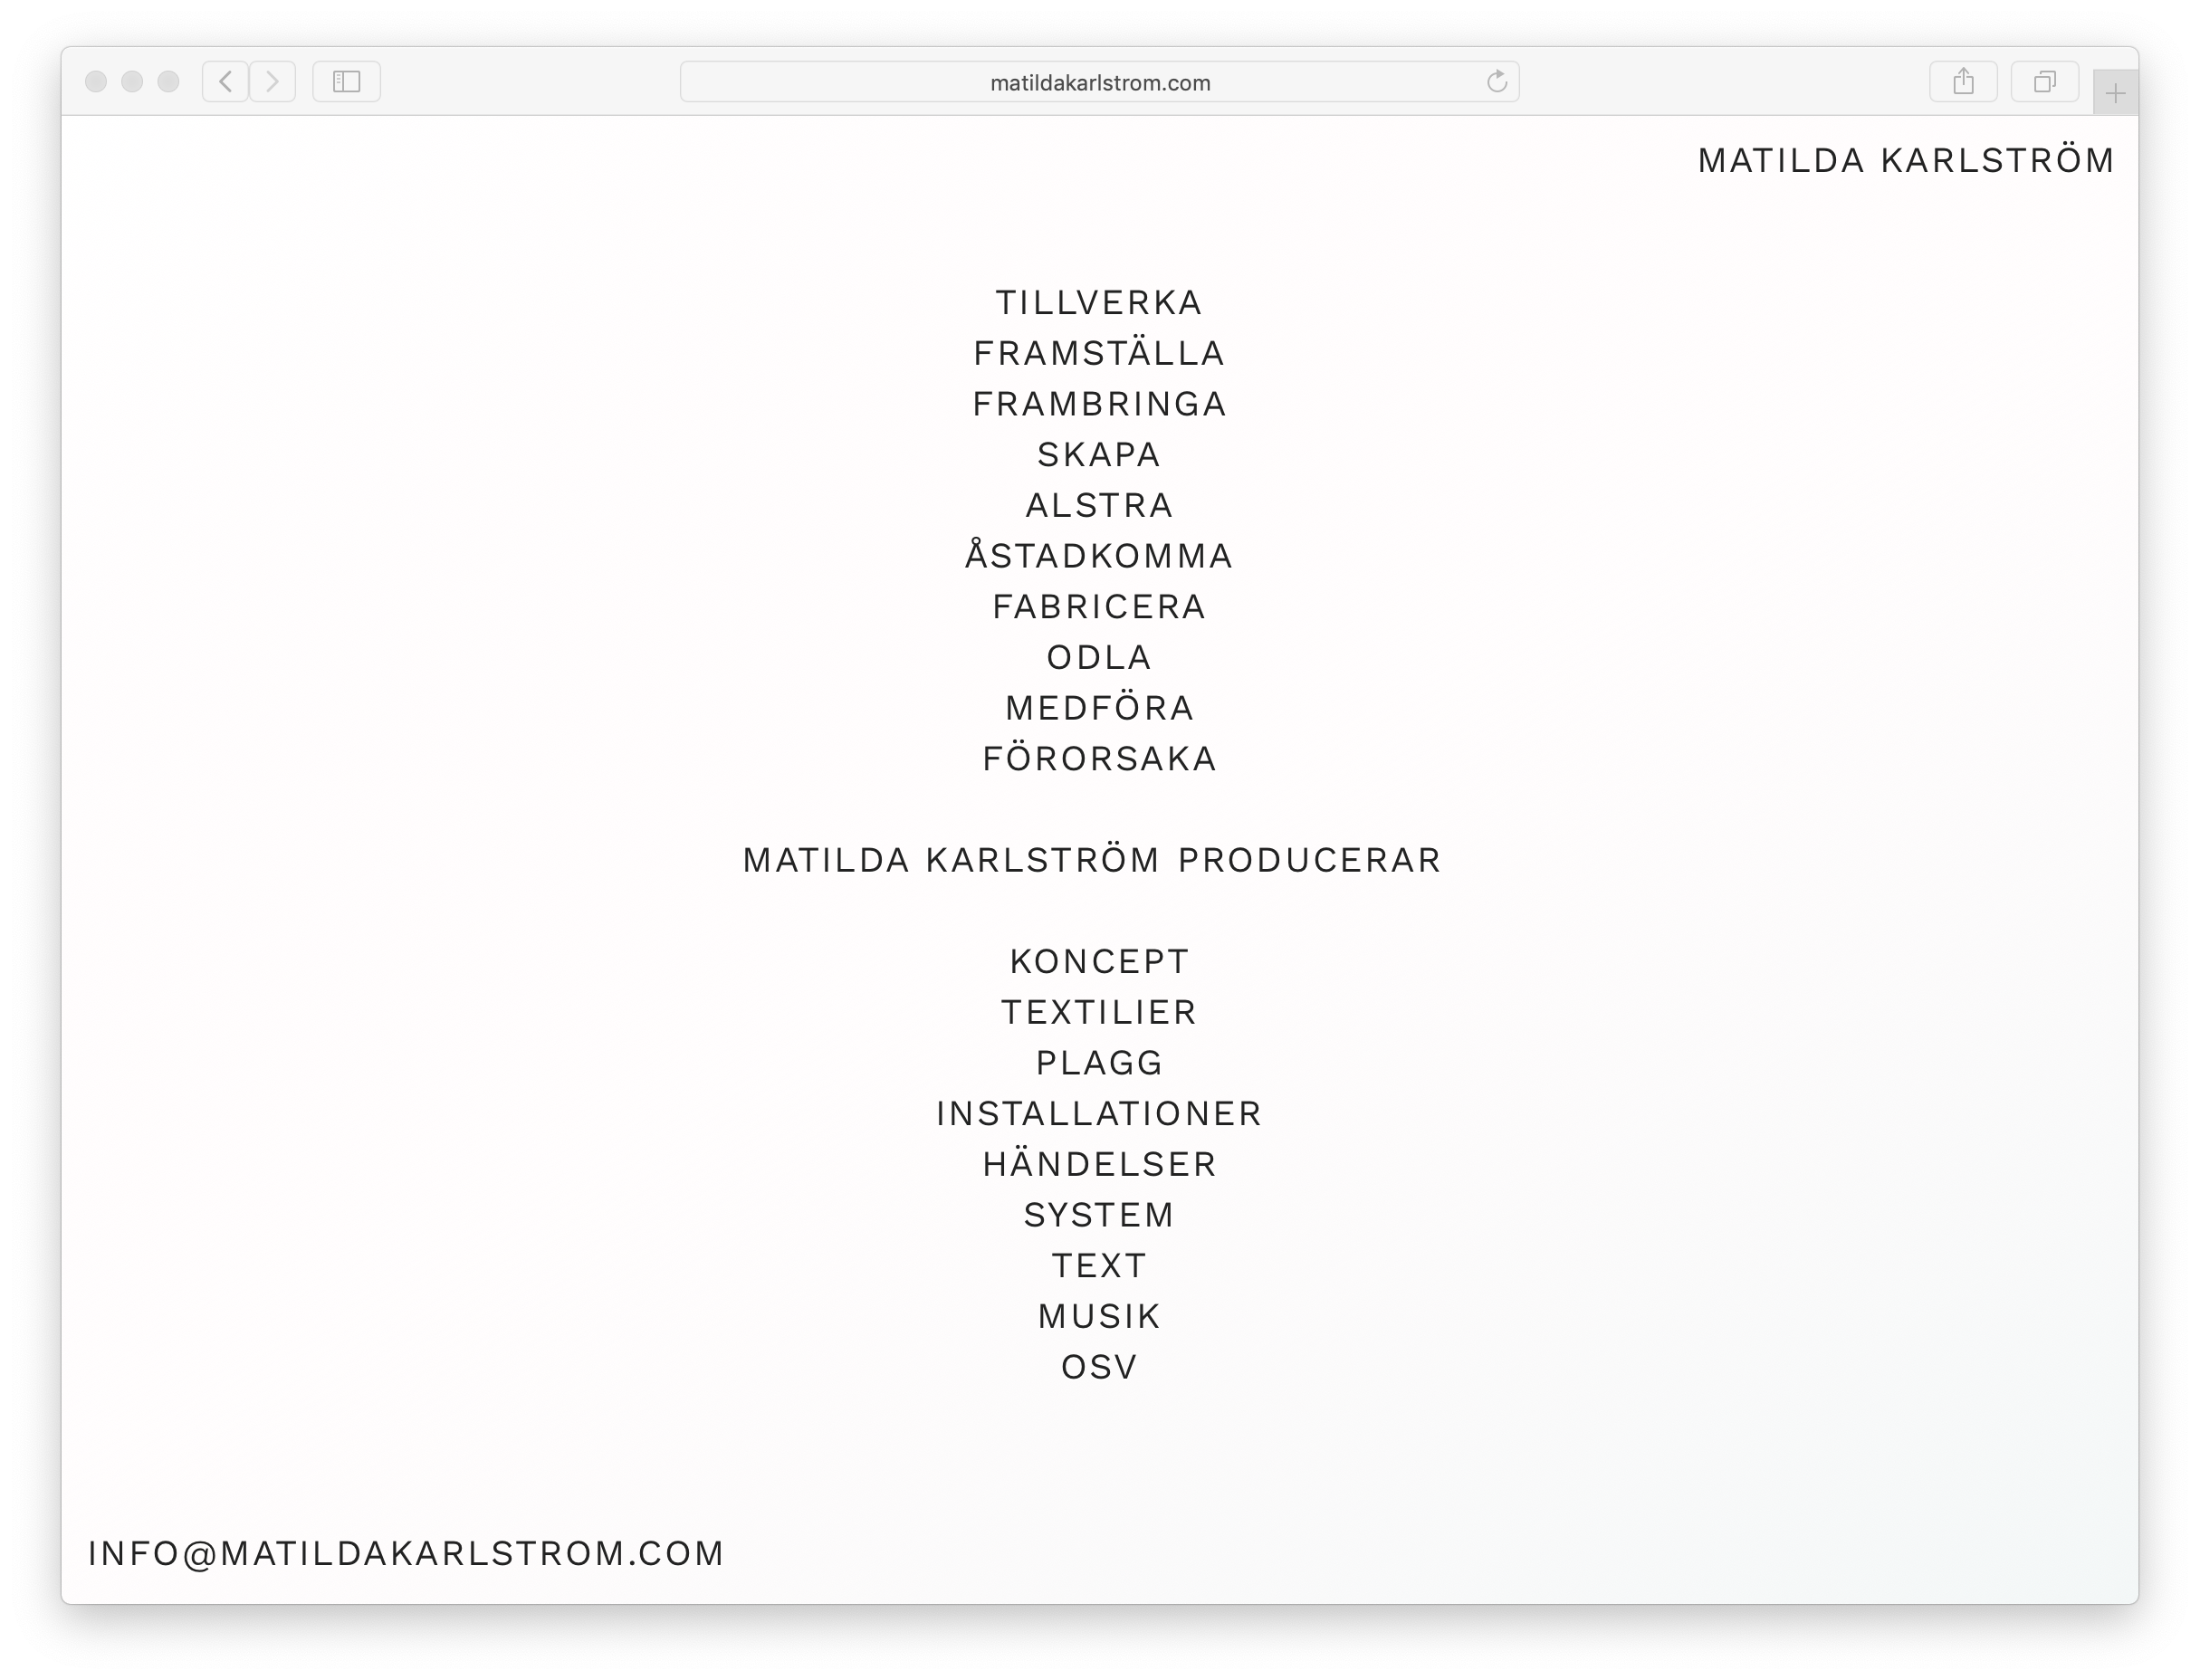 matildakarlstrom.com
MATILDA KARLSTRÖM
TILLVERKA
FRAMSTÄLLA
FRAMBRINGA
SKAPA
ALSTRA
ÅSTADKOMMA
FABRICERA
ODLA
MEDFÖRA
FÖRORSAKA
MATILDA KARLSTRÖM PRODUCERAR
KONCEPT
TEXTILIER
PLAGG
INSTALLATIONER
HÄNDELSER
SYSTEM
TEXT
MUSIK
OSV
INFO@MATILDAKARLSTROM.COM